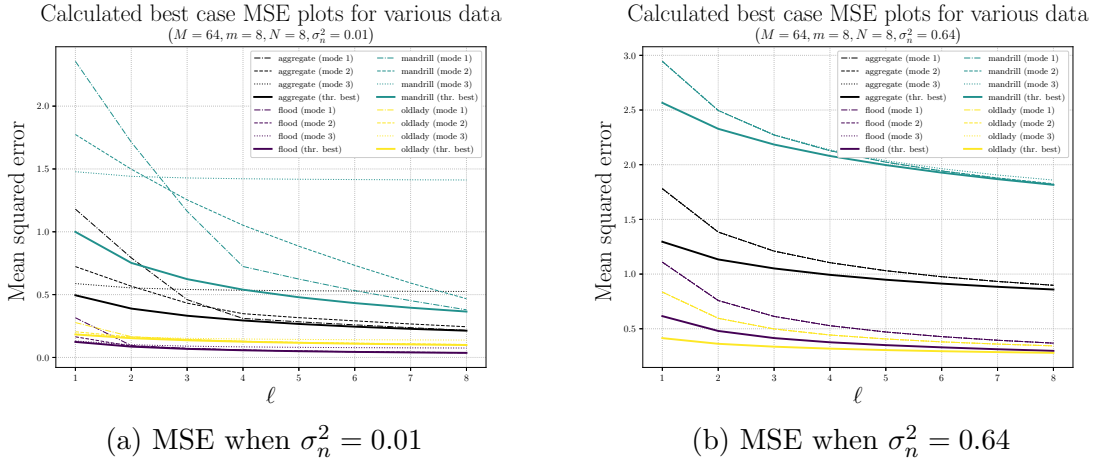 Calculated best case MSE plots for various data
(M = 64, m = 8, N = 8, σₙ² = 0.01)
Mean squared error
2.0
1.5
1.0
0.5
0.0
aggregate (mode 1)
aggregate (mode 2)
aggregate (mode 3)
aggregate (thr. best)
flood (mode 1)
flood (mode 2)
flood (mode 3)
flood (thr. best)
mandrill (mode 1)
mandrill (mode 2)
mandrill (mode 3)
mandrill (thr. best)
oldlady (mode 1)
oldlady (mode 2)
oldlady (mode 3)
oldlady (thr. best)
1 2 3 4 5 6 7 8
ℓ
(a) MSE when σₙ² = 0.01
Calculated best case MSE plots for various data
(M = 64, m = 8, N = 8, σₙ² = 0.64)
Mean squared error
3.0
2.5
2.0
1.5
1.0
0.5
aggregate (mode 1)
aggregate (mode 2)
aggregate (mode 3)
aggregate (thr. best)
flood (mode 1)
flood (mode 2)
flood (mode 3)
flood (thr. best)
mandrill (mode 1)
mandrill (mode 2)
mandrill (mode 3)
mandrill (thr. best)
oldlady (mode 1)
oldlady (mode 2)
oldlady (mode 3)
oldlady (thr. best)
1 2 3 4 5 6 7 8
ℓ
(b) MSE when σₙ² = 0.64